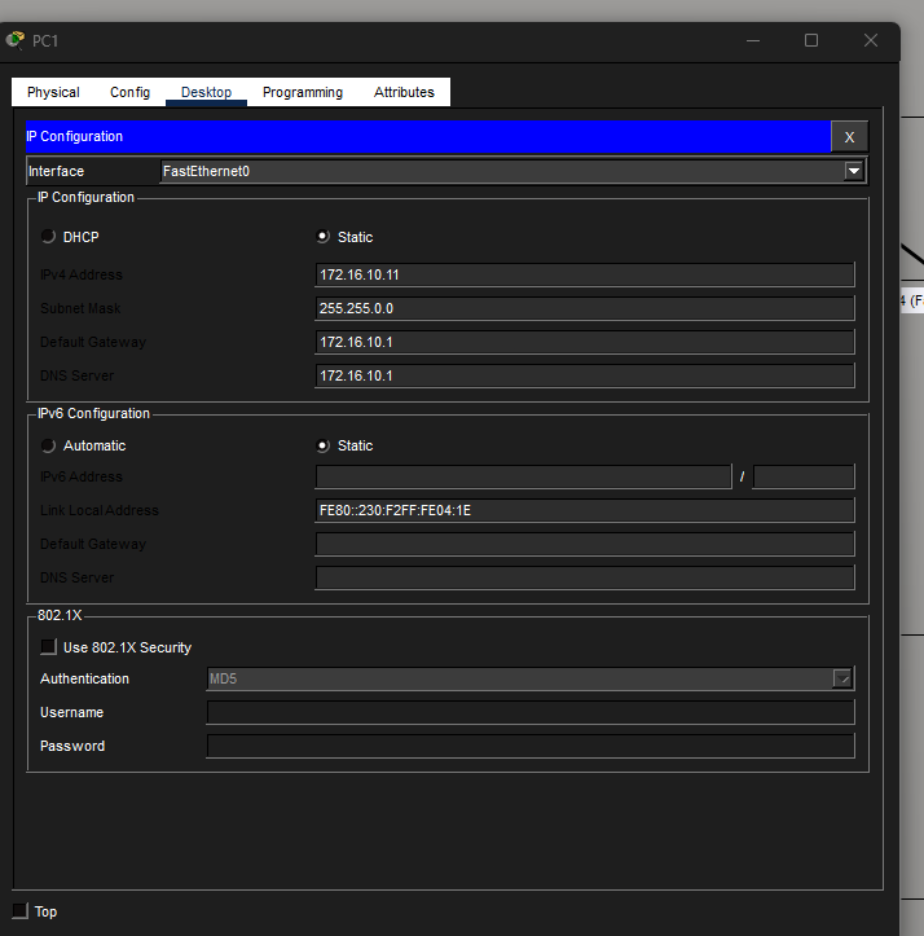 PC1
Physical Config Desktop Programming Attributes
IP Configuration X
Interface FastEthernet0
IP Configuration
DHCP Static
IPv4 Address 172.16.10.11
Subnet Mask 255.255.0.0
Default Gateway 172.16.10.1
DNS Server 172.16.10.1
IPv6 Configuration
Automatic Static
IPv6 Address /
Link Local Address FE80::230:F2FF:FE04:1E
Default Gateway
DNS Server
802.1X
Use 802.1X Security
Authentication MD5
Username
Password
Top